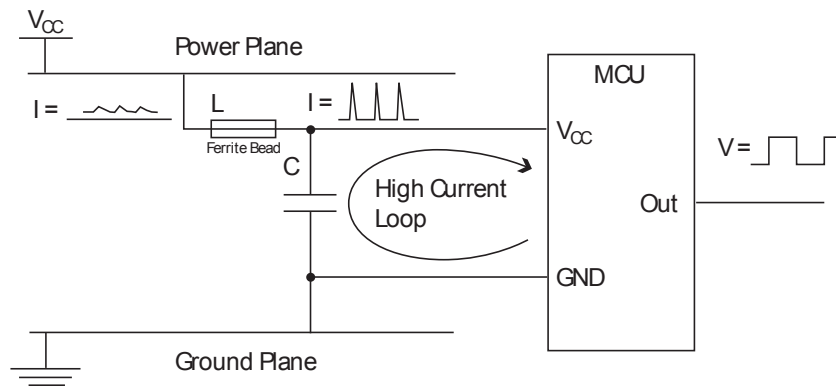 VCC
Power Plane
MCU
I =
L
I =
Ferrite Bead
VCC
V =
C
High Current
Loop
Out
GND
Ground Plane